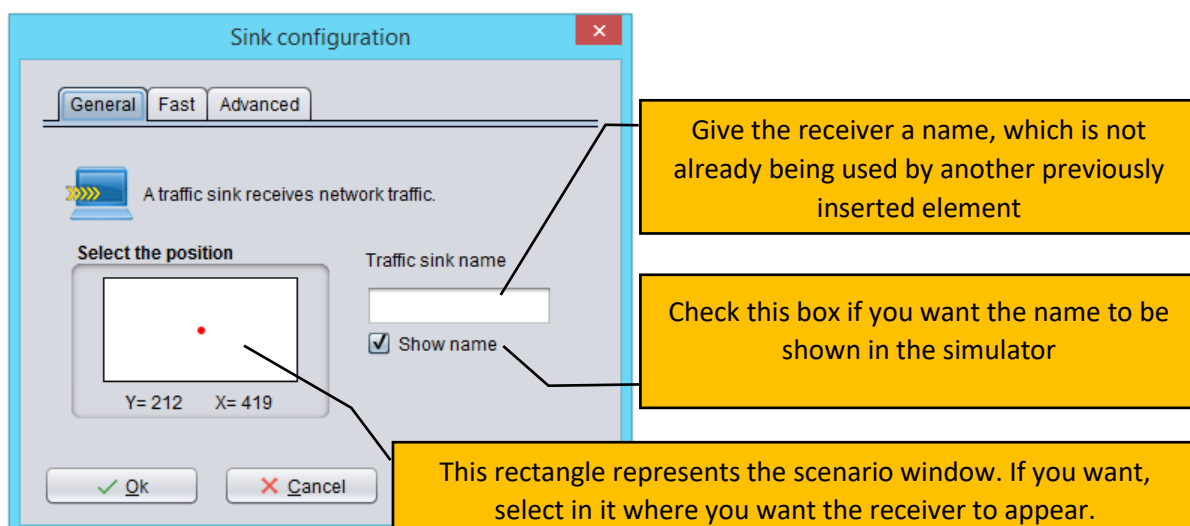 Sink configuration
General Fast Advanced
A traffic sink receives network traffic.
Select the position
Y= 212 X= 419
Traffic sink name
Show name
Ok Cancel
Give the receiver a name, which is not
already being used by another previously
inserted element
Check this box if you want the name to be
shown in the simulator
This rectangle represents the scenario window. If you want,
select in it where you want the receiver to appear.